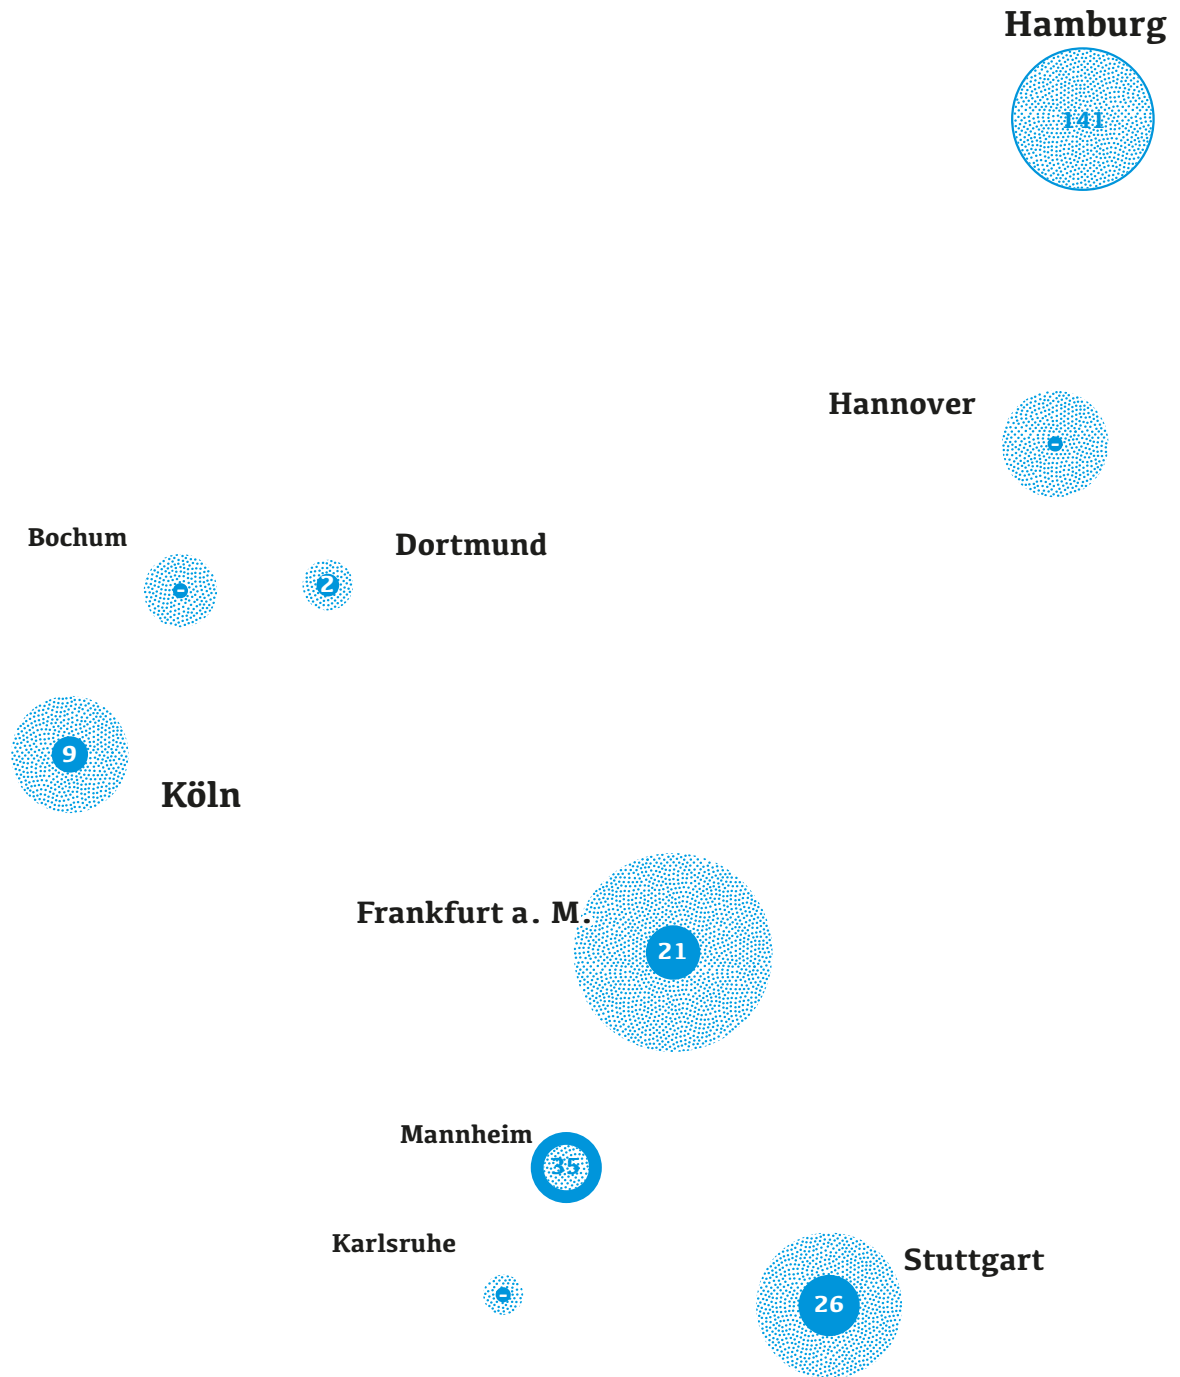 Hamburg
141
Hannover
-
Bochum
-
Dortmund
2
9
Köln
Frankfurt a. M.
21
Mannheim
35
Karlsruhe
-
Stuttgart
26